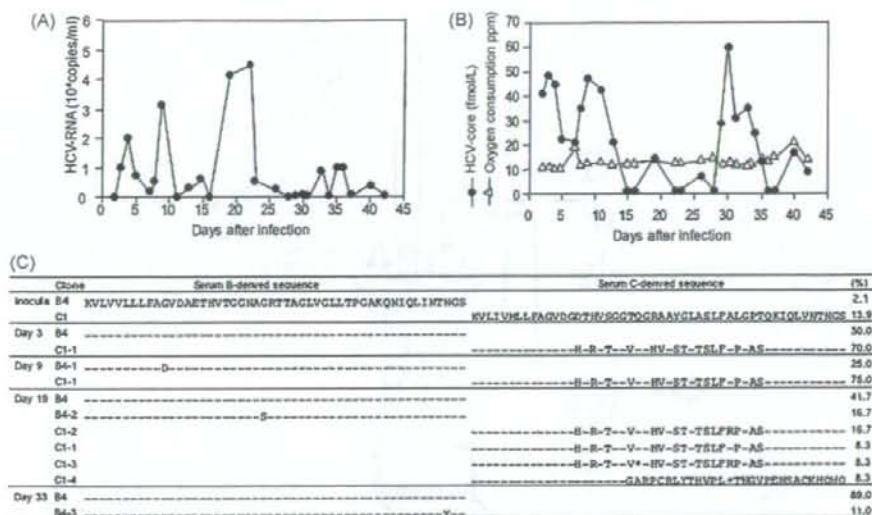 (A)
HCV-RNA (10⁴copies/ml)
6
5
4
3
2
1
0
0 5 10 15 20 25 30 35 40 45
Days after infection
(B)
HCV-core (fmol/L)
Oxygen consumption ppm
70
60
50
40
30
20
10
0
0 5 10 15 20 25 30 35 40 45
Days after infection
(C)
Clone Serum B-derived sequence Serum C-derived sequence (%)
Inocula B4 KVLVVLLLFAGVDAETHVTGGNAGRTTAGLVGLLTPGAKQNIQLINTNGS 2.1
C1 KVLIVMLLFAGVDGDTHVSGGTQGRAAYGLASLFALGPTQKIQLVNTNGS 13.9
Day 3 B4 30.0
C1-1 H-R-T---V---HV-ST-TSLF-P-AS 70.0
Day 9 B4-1 D 25.0
C1-1 H-R-T---V---HV-ST-TSLF-P-AS 75.0
Day 19 B4 41.7
B4-2 S 16.7
C1-2 H-R-T---V---HV-ST-TSLFRP-AS 16.7
C1-1 H-R-T---V---HV-ST-TSLF-P-AS 8.3
C1-3 H-R-T---V*--HV-ST-TSLFRP-AS 8.3
C1-4 8.3
Day 33 B4 89.0
B4-3 11.0